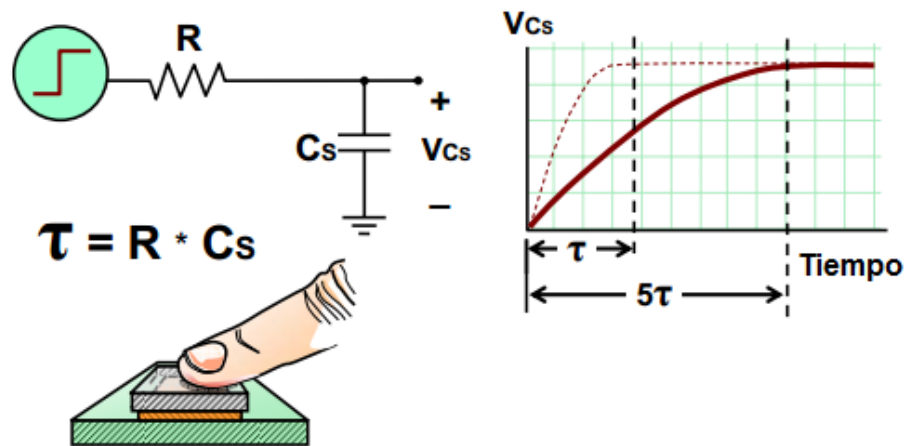 R
Cs
+
Vcs
–
τ = R * Cs
Vcs
τ
5τ
Tiempo